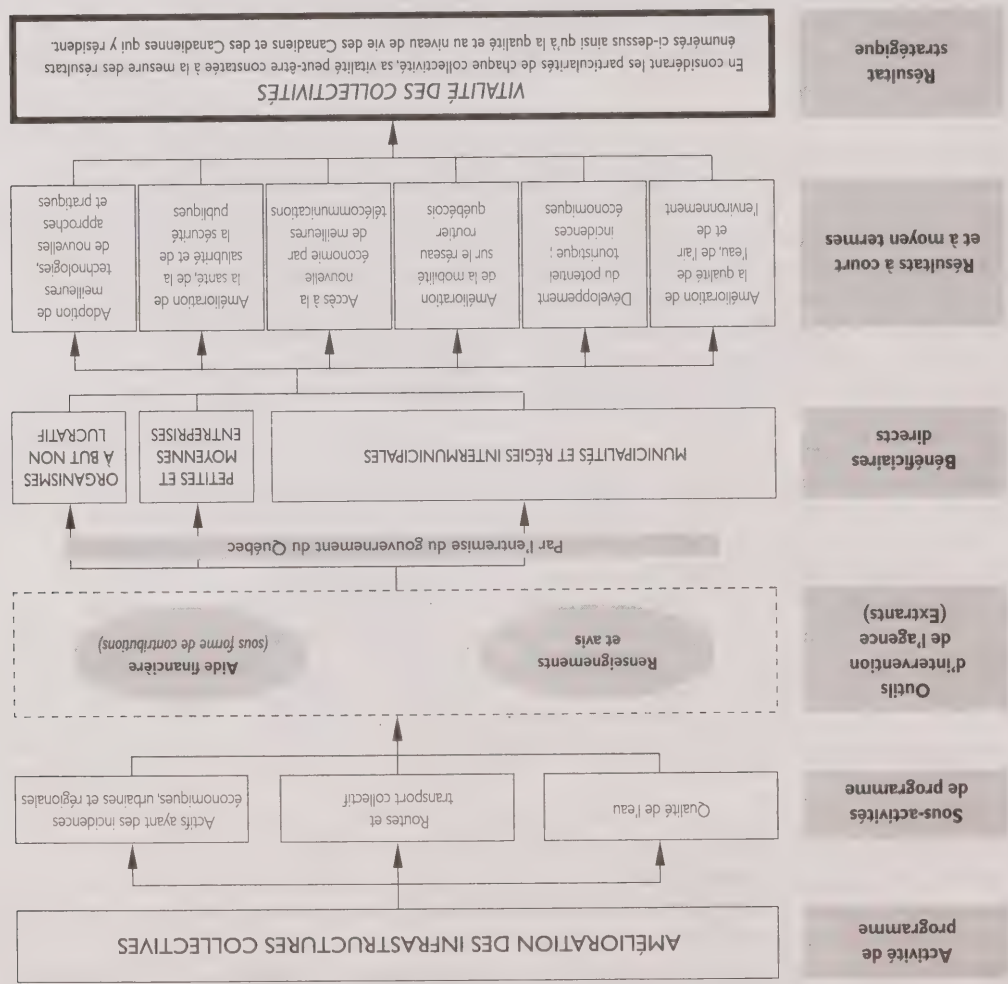 Activité de
programme
AMÉLIORATION DES INFRASTRUCTURES COLLECTIVES
Sous-activités
de programme
Qualité de l'eau
Routes et
transport collectif
Actifs ayant des incidences
économiques, urbaines et régionales
Outils
d'intervention
de l'agence
(Extrants)
Renseignements
et avis
Aide financière
(sous forme de contributions)
Par l'entremise du gouvernement du Québec
Bénéficiaires
directs
MUNICIPALITÉS ET RÉGIES INTERMUNICIPALES
PETITES ET
MOYENNES
ENTREPRISES
ORGANISMES
À BUT NON
LUCRATIF
Résultats à court
et à moyen termes
Amélioration de
la qualité de
l'eau, de l'air
et de
l'environnement
Développement
du potentiel
touristique ;
incidences
économiques
Amélioration
de la mobilité
sur le réseau
routier
québécois
Accès à la
nouvelle
économie par
de meilleures
télécommunications
Amélioration de
la santé, de la
salubrité et de
la sécurité
publiques
Adoption de
meilleures
technologies,
de nouvelles
approches
et pratiques
Résultat
stratégique
VITALITÉ DES COLLECTIVITÉS
En considérant les particularités de chaque collectivité, sa vitalité peut-être constatée à la mesure des résultats
énumérés ci-dessus ainsi qu'à la qualité et au niveau de vie des Canadiens et des Canadiennes qui y résident.